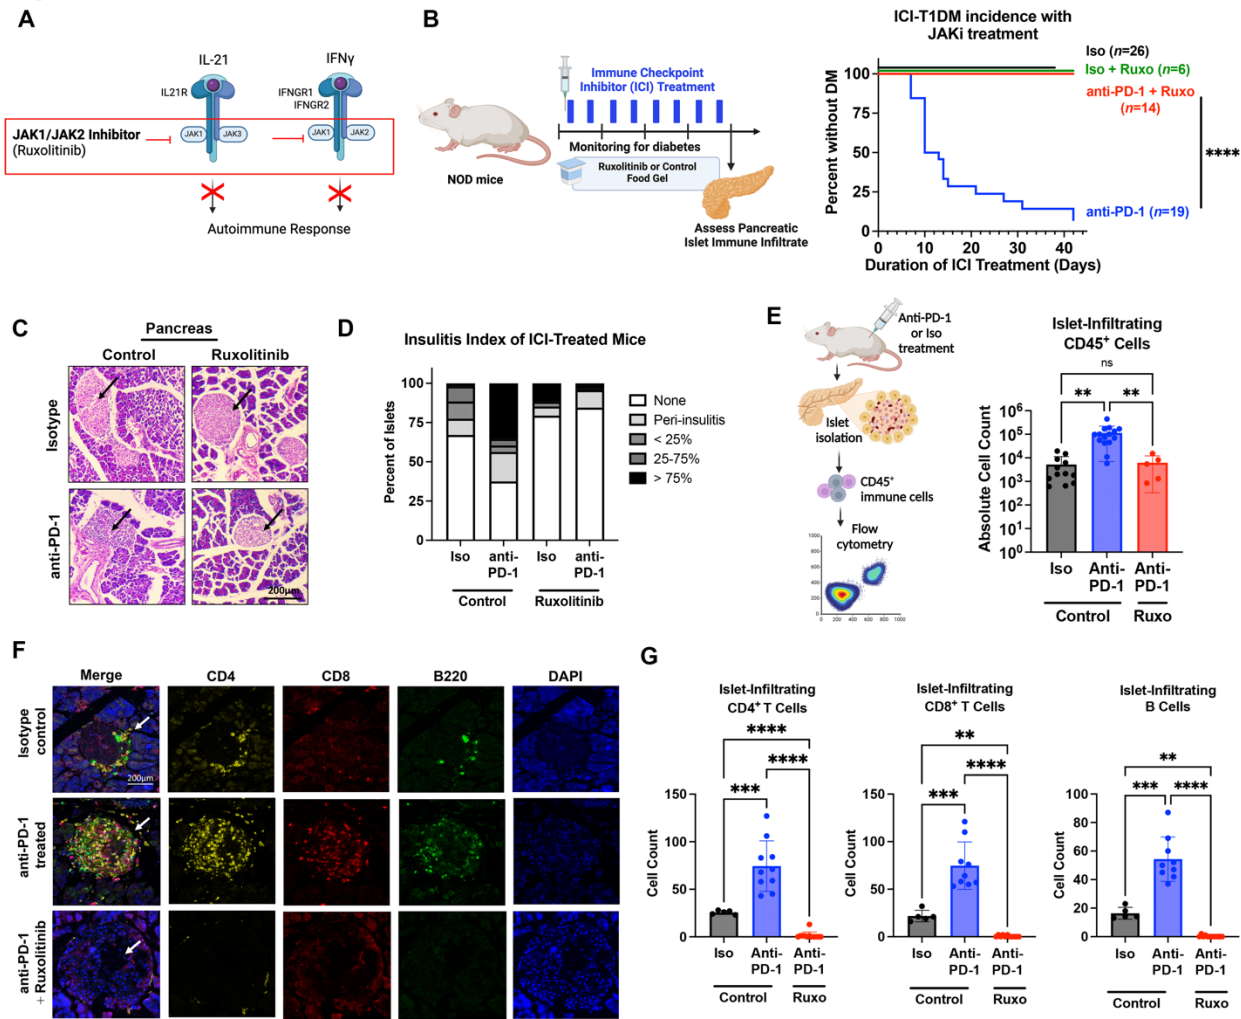 A
IL-21
IFNγ
IL21R
IFNGR1
IFNGR2
JAK1/JAK2 Inhibitor
(Ruxolitinib)
JAK1
JAK3
JAK1
JAK2
Autoimmune Response
B
Immune Checkpoint
Inhibitor (ICI) Treatment
Monitoring for diabetes
Ruxolitinib or Control
Food Gel
NOD mice
Assess Pancreatic
Islet Immune Infiltrate
ICI-T1DM incidence with
JAKi treatment
Percent without DM
100
75
50
25
0
0
10
20
30
40
Duration of ICI Treatment (Days)
Iso (n=26)
Iso + Ruxo (n=6)
anti-PD-1 + Ruxo
(n=14)
****
anti-PD-1 (n=19)
C
Pancreas
Control
Ruxolitinib
Isotype
anti-PD-1
200μm
D
Insulitis Index of ICI-Treated Mice
Percent of Islets
100
75
50
25
0
Iso
anti-
PD-1
Iso
anti-
PD-1
Control
Ruxolitinib
None
Peri-insulitis
< 25%
25-75%
> 75%
E
Anti-PD-1
or Iso
treatment
Islet
isolation
CD45⁺
immune cells
Flow
cytometry
800
600
400
200
0
0
200
400
600
800
1000
Islet-Infiltrating
CD45⁺ Cells
ns
**
**
Absolute Cell Count
10⁶
10⁵
10⁴
10³
10²
10¹
10⁰
Iso
Anti-
PD-1
Anti-
PD-1
Control
Ruxo
F
Merge
CD4
CD8
B220
DAPI
Isotype
control
200μm
anti-PD-1
treated
anti-PD-1
+ Ruxolitinib
G
Islet-Infiltrating
CD4⁺ T Cells
****
****
***
Cell Count
150
100
50
0
Iso
Anti-
PD-1
Anti-
PD-1
Control
Ruxo
Islet-Infiltrating
CD8⁺ T Cells
**
****
***
Cell Count
150
100
50
0
Iso
Anti-
PD-1
Anti-
PD-1
Control
Ruxo
Islet-Infiltrating
B Cells
**
***
****
Cell Count
100
80
60
40
20
0
Iso
Anti-
PD-1
Anti-
PD-1
Control
Ruxo